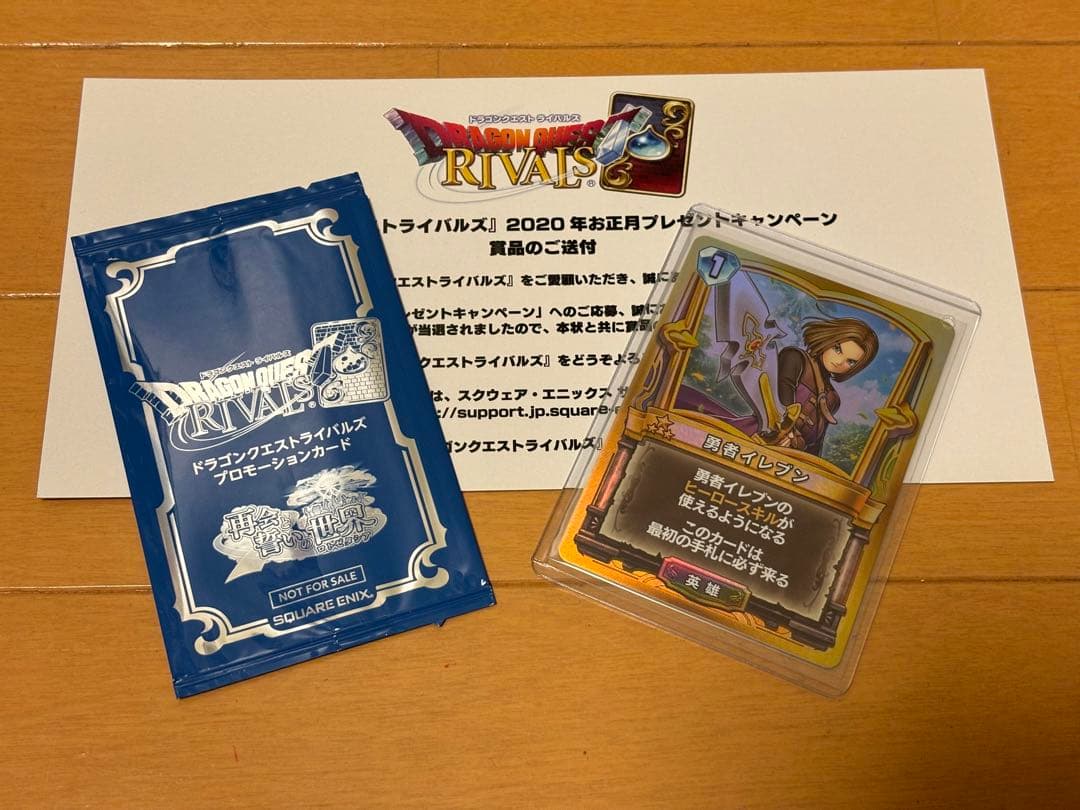 ドラゴンクエスト ライバルズ
DRAGON QUEST
RIVALS
トライバルズ』2020年お正月プレゼントキャンペーン
賞品のご送付
エストライバルズ』をご愛顧いただき、誠に
レゼントキャンペーン」へのご応募、誠に
が当選されましたので、本状と共に賞品
クエストライバルズ』をどうぞよろ
は、スクウェア・エニックス サ
://support.jp.square-
ゴンクエストライバルズ』
ドラゴンクエスト ライバルズ
DRAGON QUEST
RIVALS
ドラゴンクエストライバルズ
プロモーションカード
再会と誓いの世界
ロトゼタシア
NOT FOR SALE
SQUARE ENIX®
1
勇者イレブン
勇者イレブンの
ヒーロースキルが
使えるようになる
このカードは
最初の手札に必ず来る
英雄